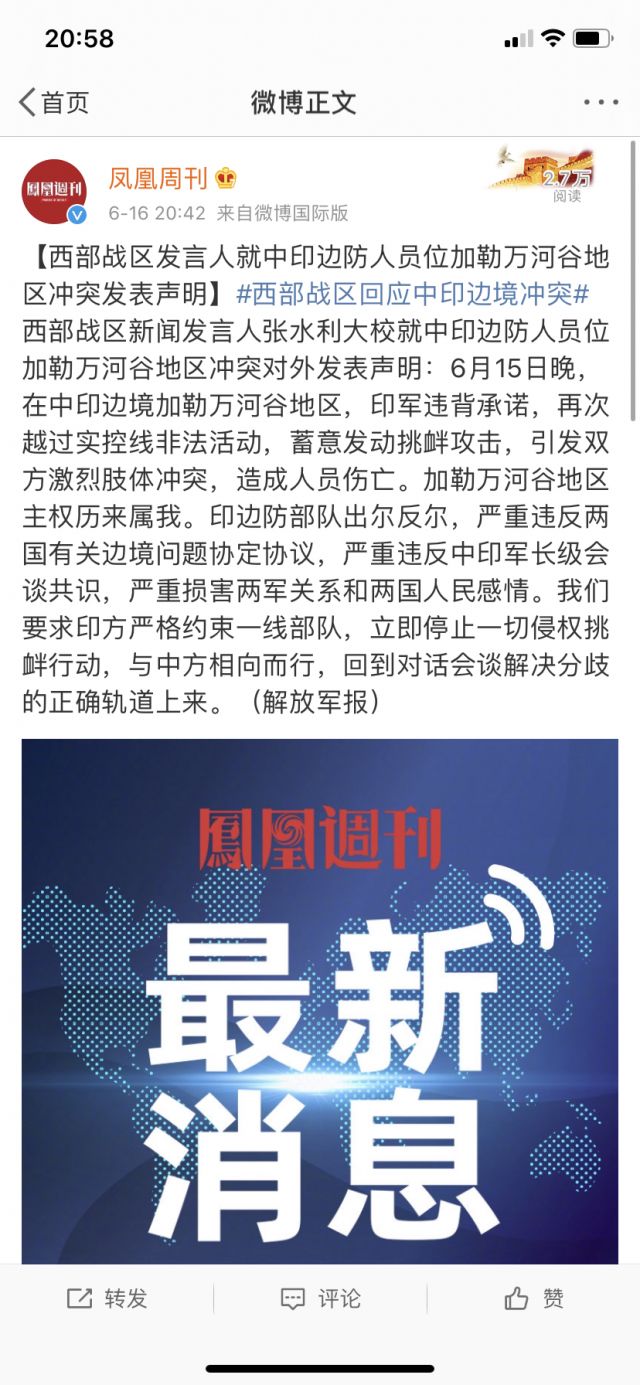 20:58
首页
微博正文
凤凰周刊
2.7万
阅读
6-16 20:42 来自微博国际版
鳳凰週刊
【西部战区发言人就中印边防人员位加勒万河谷地
区冲突发表声明】#西部战区回应中印边境冲突#
西部战区新闻发言人张水利大校就中印边防人员位
加勒万河谷地区冲突对外发表声明：6月15日晚，
在中印边境加勒万河谷地区，印军违背承诺，再次
越过实控线非法活动，蓄意发动挑衅攻击，引发双
方激烈肢体冲突，造成人员伤亡。加勒万河谷地区
主权历来属我。印边防部队出尔反尔，严重违反两
国有关边境问题协定协议，严重违反中印军长级会
谈共识，严重损害两军关系和两国人民感情。我们
要求印方严格约束一线部队，立即停止一切侵权挑
衅行动，与中方相向而行，回到对话会谈解决分歧
的正确轨道上来。（解放军报）
鳳凰週刊
最新
消息
转发
评论
赞